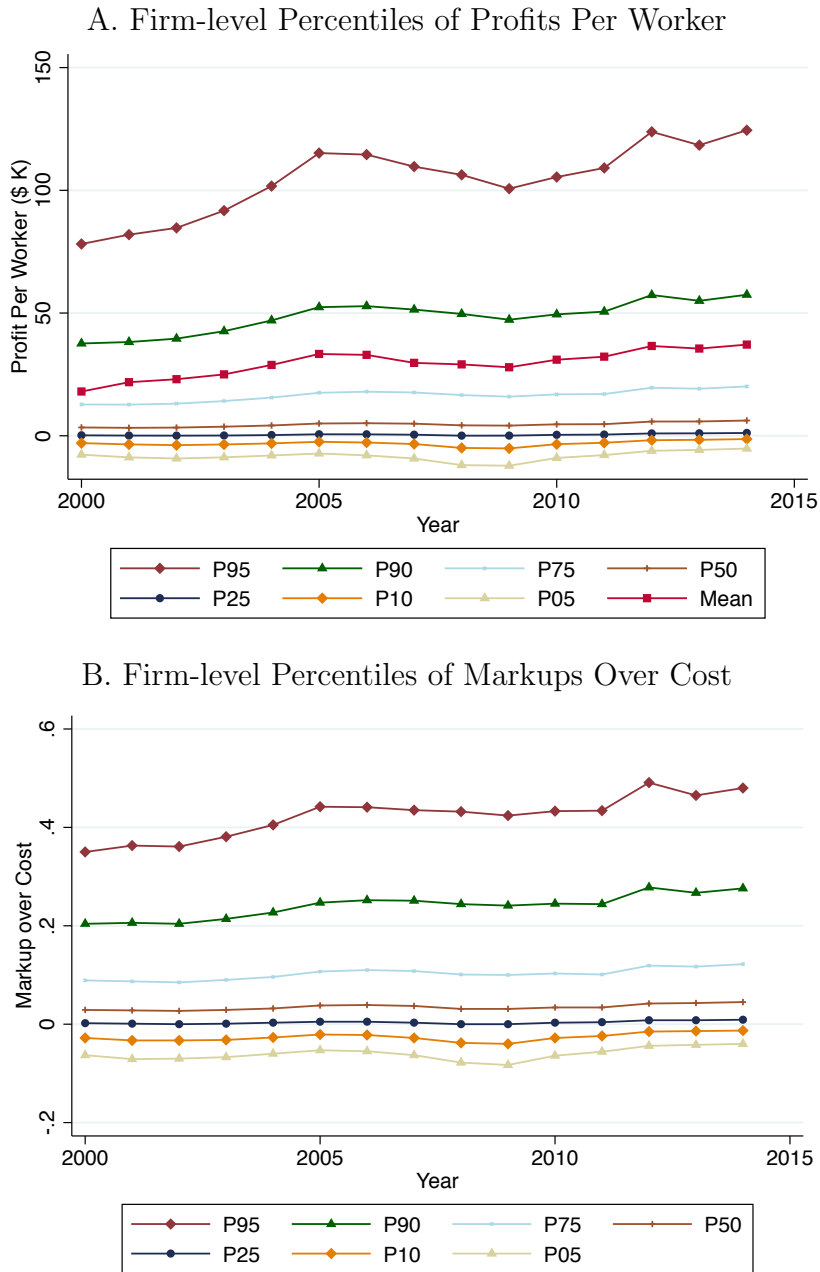 A. Firm-level Percentiles of Profits Per Worker
150
100
50
0
Profit Per Worker ($ K)
2000 2005 2010 2015
Year
P95 P90 P75 P50
P25 P10 P05 Mean
B. Firm-level Percentiles of Markups Over Cost
.6
.4
.2
0
-.2
Markup over Cost
2000 2005 2010 2015
Year
P95 P90 P75 P50
P25 P10 P05